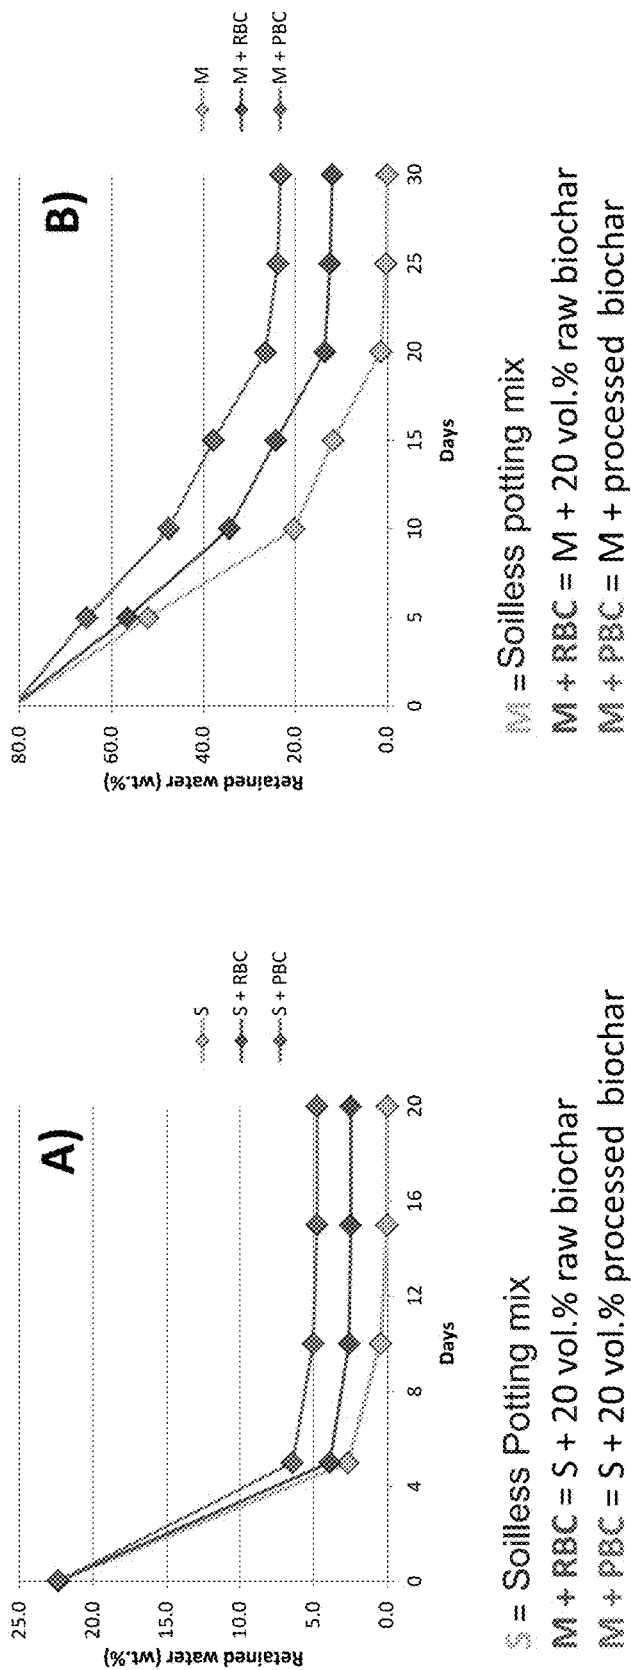 A)
Retained water (wt.%)
25.0
20.0
15.0
10.0
5.0
0.0
0
4
8
12
16
20
Days
S
S + RBC
S + PBC
S = Soilless Potting mix
M + RBC = S + 20 vol.% raw biochar
M + PBC = S + 20 vol.% processed biochar
B)
Retained water (wt.%)
80.0
60.0
40.0
20.0
0.0
0
5
10
15
20
25
30
Days
M
M + RBC
M + PBC
M = Soilless potting mix
M + RBC = M + 20 vol.% raw biochar
M + PBC = M + processed biochar